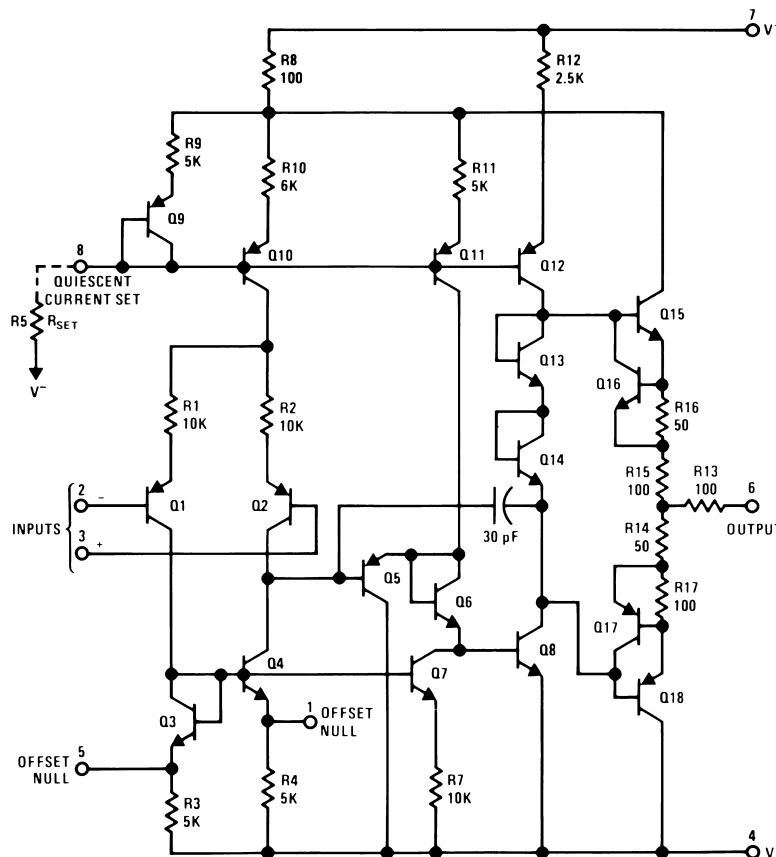 7
V+
R8
100
R12
2.5K
R9
5K
R10
6K
R11
5K
Q9
8
QUIESCENT
CURRENT SET
Q10
Q11
Q12
R5
RSET
V−
Q13
Q15
Q16
R16
50
R1
10K
R2
10K
Q14
R15
100
R13
100
6
OUTPUT
2
−
INPUTS
3
+
Q1
Q2
30 pF
R14
50
Q5
Q6
R17
100
Q17
Q4
Q7
Q8
Q18
Q3
1
OFFSET
NULL
5
OFFSET
NULL
R3
5K
R4
5K
R7
10K
4
V